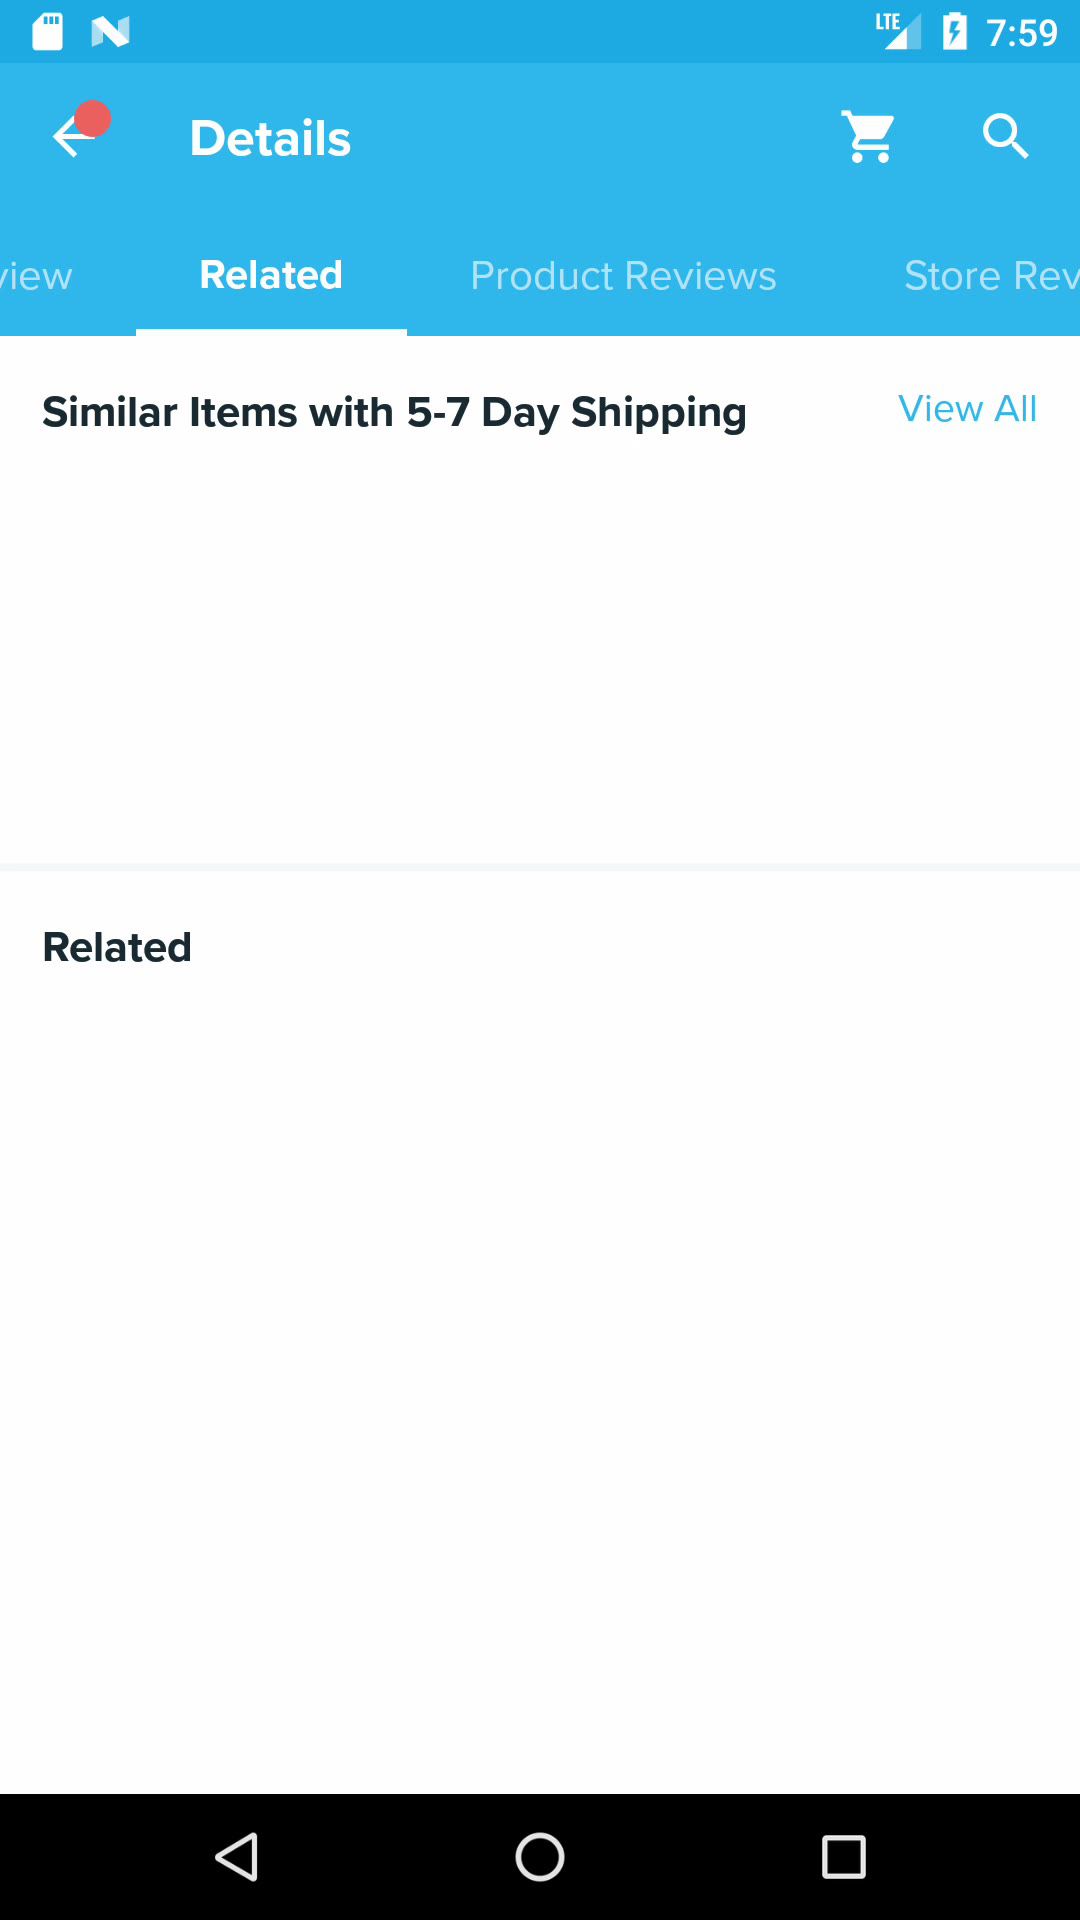 LTE 7:59
Details
view Related Product Reviews Store Rev
Similar Items with 5-7 Day Shipping View All
Related